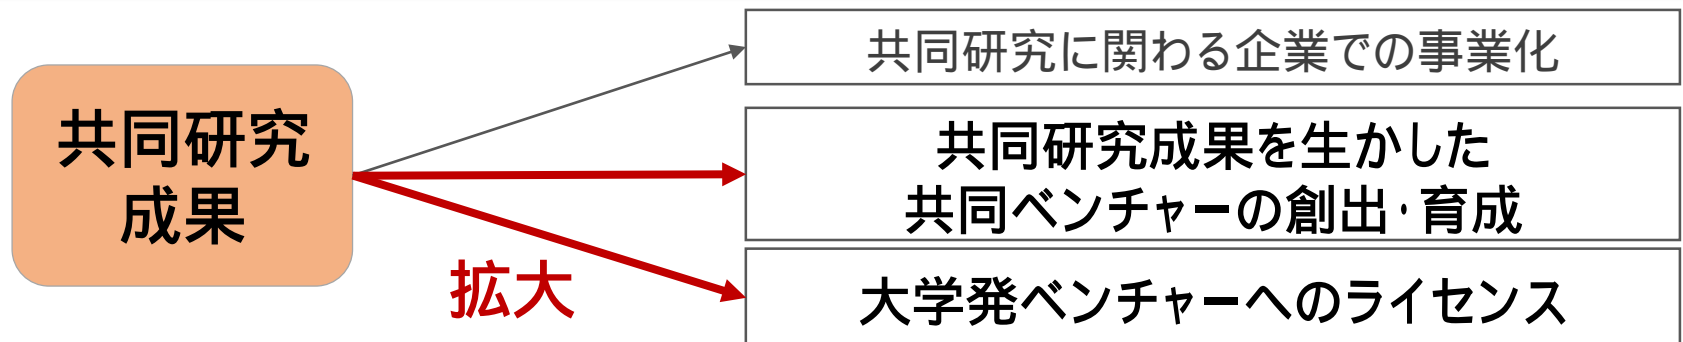 共同研究
成果
拡大
共同研究に関わる企業での事業化
共同研究成果を生かした
共同ベンチャーの創出・育成
大学発ベンチャーへのライセンス